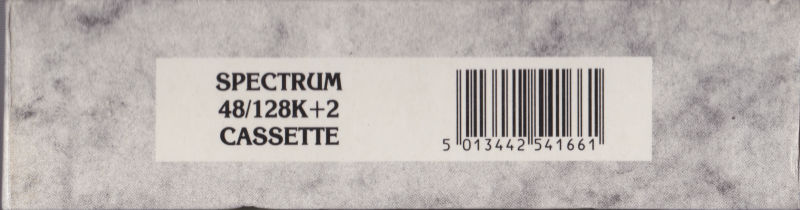 SPECTRUM
48/128K+2
CASSETTE
5 013442 541661